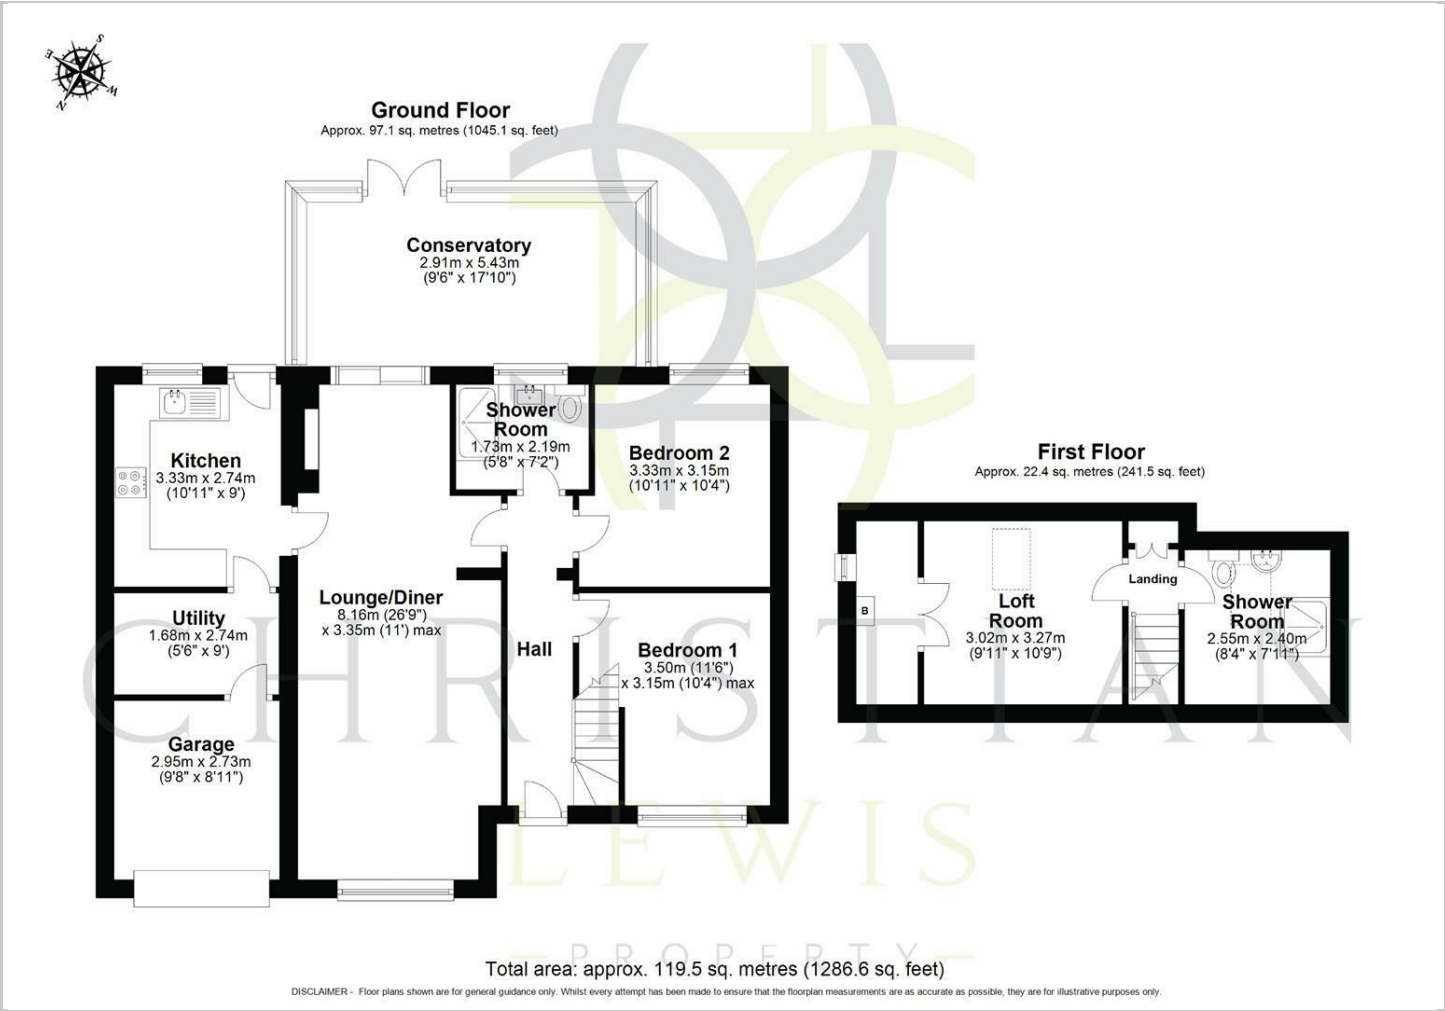 S
E
W
N
Ground Floor
Approx. 97.1 sq. metres (1045.1 sq. feet)
Conservatory
2.91m x 5.43m
(9'6" x 17'10")
Kitchen
3.33m x 2.74m
(10'11" x 9')
Shower
Room
1.73m x 2.19m
(5'8" x 7'2")
Bedroom 2
3.33m x 3.15m
(10'11" x 10'4")
Utility
1.68m x 2.74m
(5'6" x 9')
Lounge/Diner
8.16m (26'9")
x 3.35m (11') max
Hall
Bedroom 1
3.50m (11'6")
x 3.15m (10'4") max
Garage
2.95m x 2.73m
(9'8" x 8'11")
First Floor
Approx. 22.4 sq. metres (241.5 sq. feet)
B
Loft
Room
3.02m x 3.27m
(9'11" x 10'9")
Landing
Shower
Room
2.55m x 2.40m
(8'4" x 7'11")
CHRISTIAN
LEWIS
PROPERTY
Total area: approx. 119.5 sq. metres (1286.6 sq. feet)
DISCLAIMER - Floor plans shown are for general guidance only. Whilst every attempt has been made to ensure that the floorplan measurements are as accurate as possible, they are for illustrative purposes only.